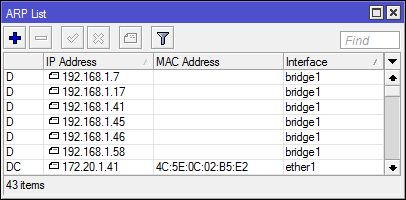 ARP List
Find
IP Address MAC Address Interface
D 192.168.1.7 bridge1
D 192.168.1.17 bridge1
D 192.168.1.41 bridge1
D 192.168.1.45 bridge1
D 192.168.1.46 bridge1
D 192.168.1.58 bridge1
DC 172.20.1.41 4C:5E:0C:02:B5:E2 ether1
43 items